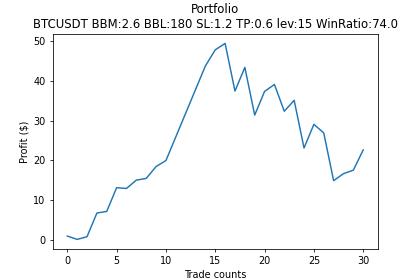 Portfolio
BTCUSDT BBM:2.6 BBL:180 SL:1.2 TP:0.6 lev:15 WinRatio:74.0
50
40
30
20
10
0
Profit ($)
0 5 10 15 20 25 30
Trade counts